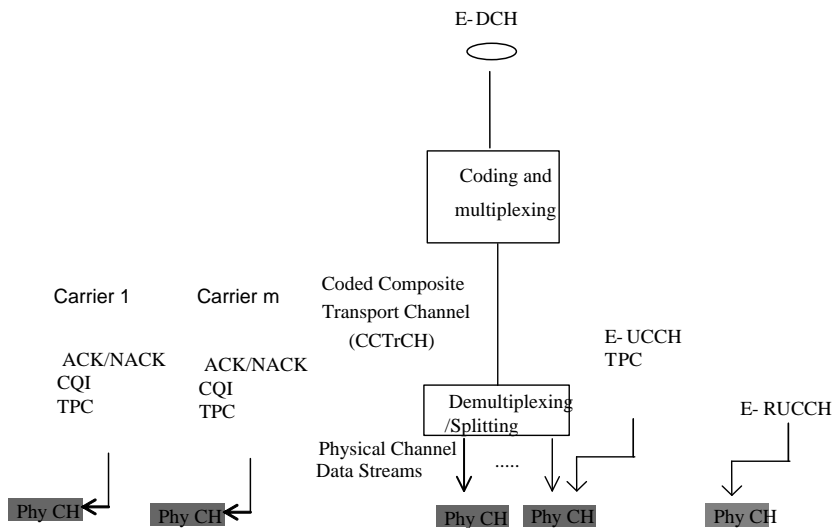 E- DCH
Coding and
multiplexing
Carrier 1
Carrier m
Coded Composite
Transport Channel
(CCTrCH)
ACK/NACK
CQI
TPC
ACK/NACK
CQI
TPC
E- UCCH
TPC
E- RUCCH
Demultiplexing
/Splitting
Physical Channel
Data Streams
.....
Phy CH
Phy CH
Phy CH
Phy CH
Phy CH